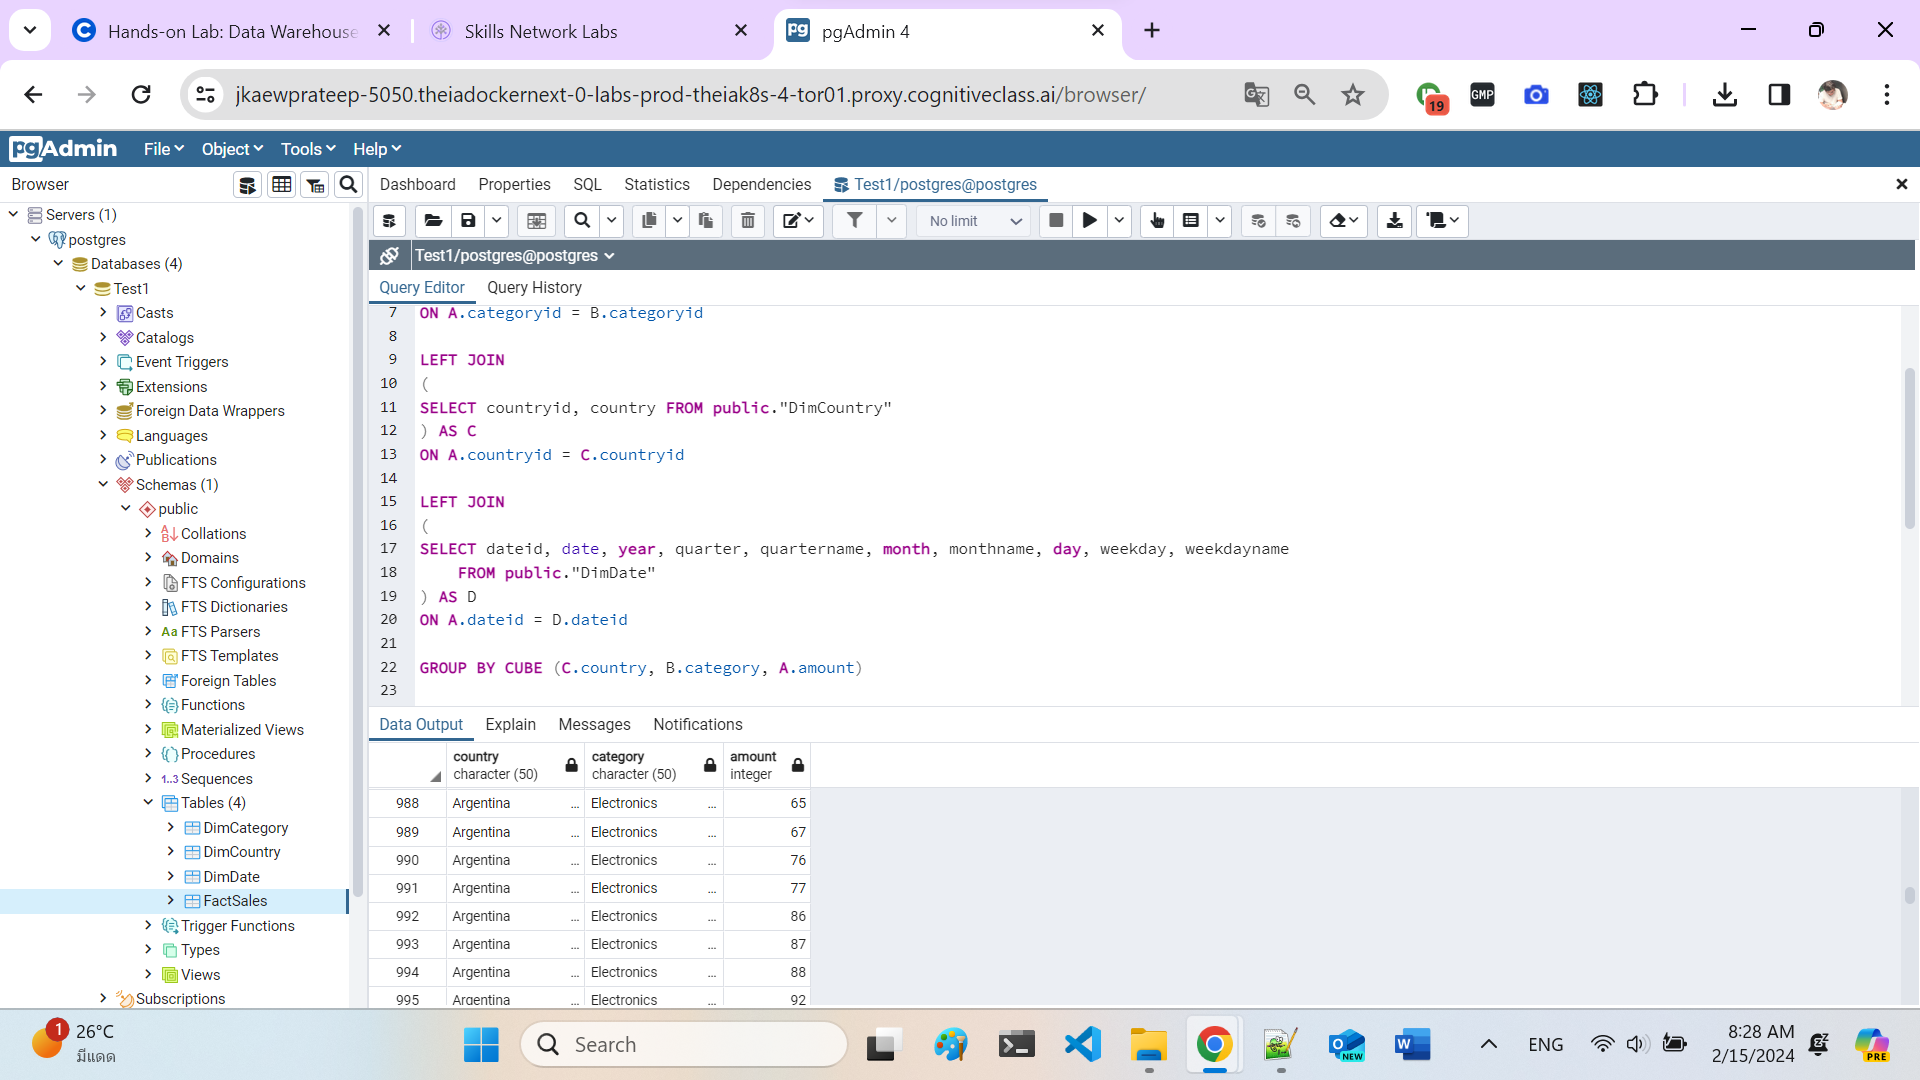 Hands-on Lab: Data Warehouse
Skills Network Labs
pgAdmin 4
jkaewprateep-5050.theiadockernext-0-labs-prod-theiak8s-4-tor01.proxy.cognitiveclass.ai/browser/
19
GMP
pgAdmin
File
Object
Tools
Help
Browser
Dashboard
Properties
SQL
Statistics
Dependencies
Test1/postgres@postgres
No limit
Test1/postgres@postgres
Query Editor
Query History
Servers (1)
postgres
Databases (4)
Test1
Casts
Catalogs
Event Triggers
Extensions
Foreign Data Wrappers
Languages
Publications
Schemas (1)
public
Collations
Domains
FTS Configurations
FTS Dictionaries
Aa FTS Parsers
FTS Templates
Foreign Tables
Functions
Materialized Views
Procedures
1..3 Sequences
Tables (4)
DimCategory
DimCountry
DimDate
FactSales
Trigger Functions
Types
Views
Subscriptions
7 ON A.categoryid = B.categoryid
8
9 LEFT JOIN
10 (
11 SELECT countryid, country FROM public."DimCountry"
12 ) AS C
13 ON A.countryid = C.countryid
14
15 LEFT JOIN
16 (
17 SELECT dateid, date, year, quarter, quartername, month, monthname, day, weekday, weekdayname
18 FROM public."DimDate"
19 ) AS D
20 ON A.dateid = D.dateid
21
22 GROUP BY CUBE (C.country, B.category, A.amount)
23
Data Output
Explain
Messages
Notifications
country category amount
character (50) character (50) integer
988 Argentina ... Electronics ... 65
989 Argentina ... Electronics ... 67
990 Argentina ... Electronics ... 76
991 Argentina ... Electronics ... 77
992 Argentina ... Electronics ... 86
993 Argentina ... Electronics ... 87
994 Argentina ... Electronics ... 88
995 Argentina ... Electronics ... 92
1
26°C
มีแดด
Search
NEW
W
ENG
8:28 AM
2/15/2024
PRE